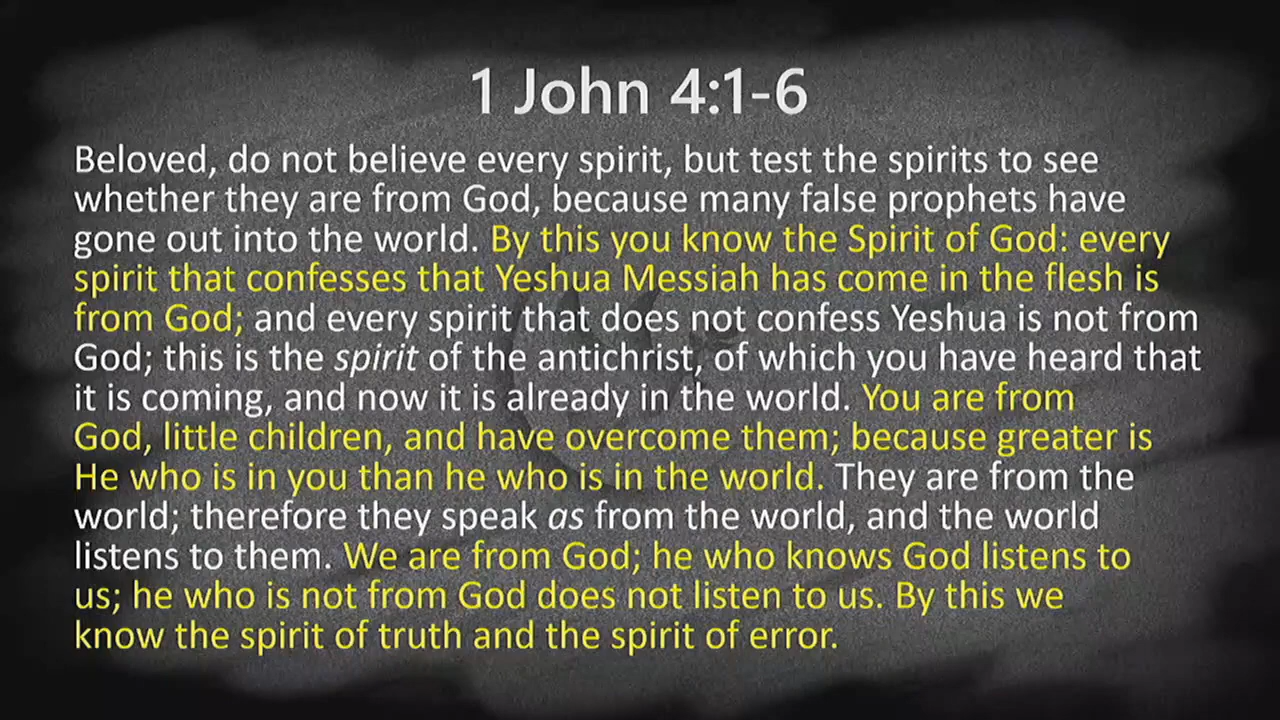 1 John 4:1-6
Beloved, do not believe every spirit, but test the spirits to see
whether they are from God, because many false prophets have
gone out into the world. By this you know the Spirit of God: every
spirit that confesses that Yeshua Messiah has come in the flesh is
from God; and every spirit that does not confess Yeshua is not from
God; this is the spirit of the antichrist, of which you have heard that
it is coming, and now it is already in the world. You are from
God, little children, and have overcome them; because greater is
He who is in you than he who is in the world. They are from the
world; therefore they speak as from the world, and the world
listens to them. We are from God; he who knows God listens to
us; he who is not from God does not listen to us. By this we
know the spirit of truth and the spirit of error.